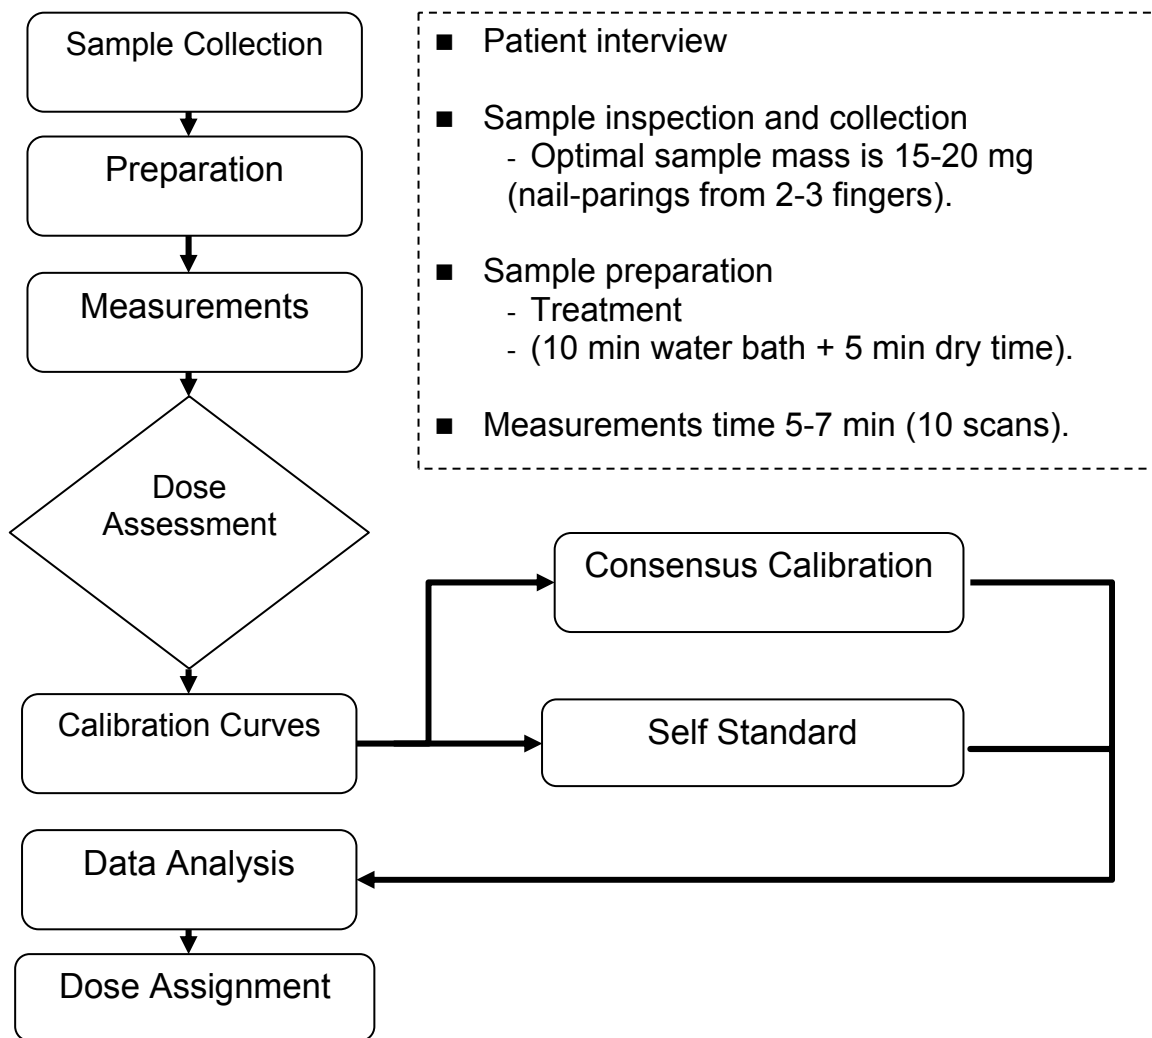 Sample Collection
Preparation
Measurements
■ Patient interview
■ Sample inspection and collection
- Optimal sample mass is 15-20 mg
(nail-parings from 2-3 fingers).
■ Sample preparation
- Treatment
- (10 min water bath + 5 min dry time).
■ Measurements time 5-7 min (10 scans).
Dose
Assessment
Consensus Calibration
Calibration Curves
Self Standard
Data Analysis
Dose Assignment